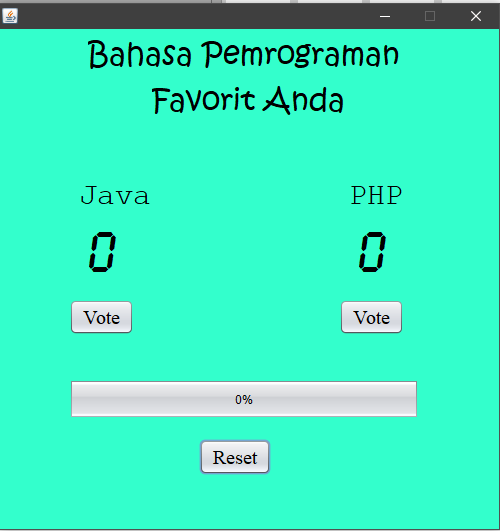 Bahasa Pemrograman
Favorit Anda
Java PHP
0 0
Vote Vote
0%
Reset